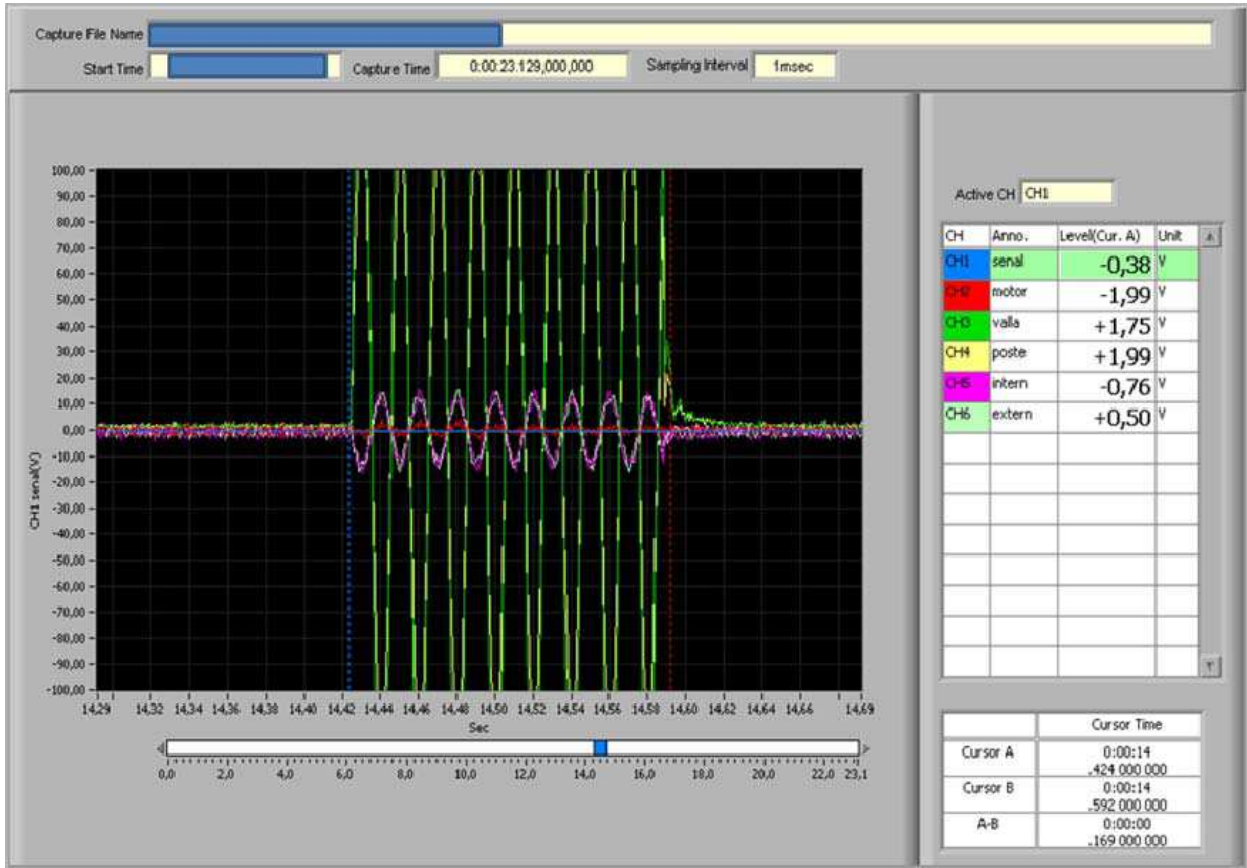 Capture File Name
Start Time Capture Time 0:00:23.129,000,000 Sampling Interval 1msec
Active CH CH1
CH Anno. Level(Cur. A) Unit
CH1 senal -0,38 V
CH2 motor -1,99 V
CH3 valla +1,75 V
CH4 poste +1,99 V
CH5 intern -0,76 V
CH6 extern +0,50 V
CH1 senal(V)
100,00
90,00
80,00
70,00
60,00
50,00
40,00
30,00
20,00
10,00
0,00
-10,00
-20,00
-30,00
-40,00
-50,00
-60,00
-70,00
-80,00
-90,00
-100,00
14,29 14,32 14,34 14,36 14,38 14,40 14,42 14,44 14,46 14,48 14,50 14,52 14,54 14,56 14,58 14,60 14,62 14,64 14,66 14,69
Sec
0,0 2,0 4,0 6,0 8,0 10,0 12,0 14,0 16,0 18,0 20,0 22,0 23,1
Cursor Time
Cursor A 0:00:14
.424 000 000
Cursor B 0:00:14
.592 000 000
A-B 0:00:00
.169 000 000